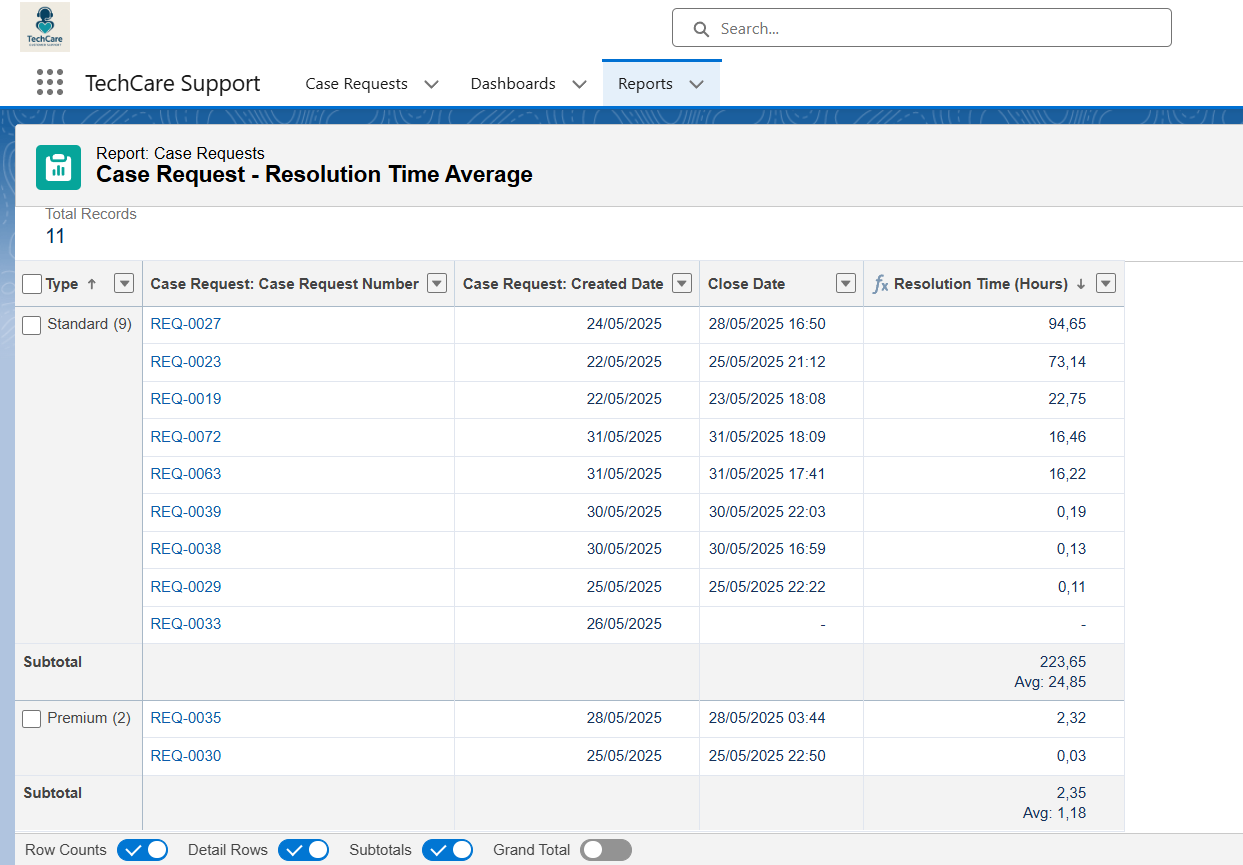 TechCare
CUSTOMER SUPPORT
Search...
TechCare Support Case Requests Dashboards Reports
Report: Case Requests
Case Request - Resolution Time Average
Total Records
11
Type ↑ Case Request: Case Request Number Case Request: Created Date Close Date fx Resolution Time (Hours) ↓
Standard (9) REQ-0027 24/05/2025 28/05/2025 16:50 94,65
REQ-0023 22/05/2025 25/05/2025 21:12 73,14
REQ-0019 22/05/2025 23/05/2025 18:08 22,75
REQ-0072 31/05/2025 31/05/2025 18:09 16,46
REQ-0063 31/05/2025 31/05/2025 17:41 16,22
REQ-0039 30/05/2025 30/05/2025 22:03 0,19
REQ-0038 30/05/2025 30/05/2025 16:59 0,13
REQ-0029 25/05/2025 25/05/2025 22:22 0,11
REQ-0033 26/05/2025 - -
Subtotal 223,65
Avg: 24,85
Premium (2) REQ-0035 28/05/2025 28/05/2025 03:44 2,32
REQ-0030 25/05/2025 25/05/2025 22:50 0,03
Subtotal 2,35
Avg: 1,18
Row Counts Detail Rows Subtotals Grand Total